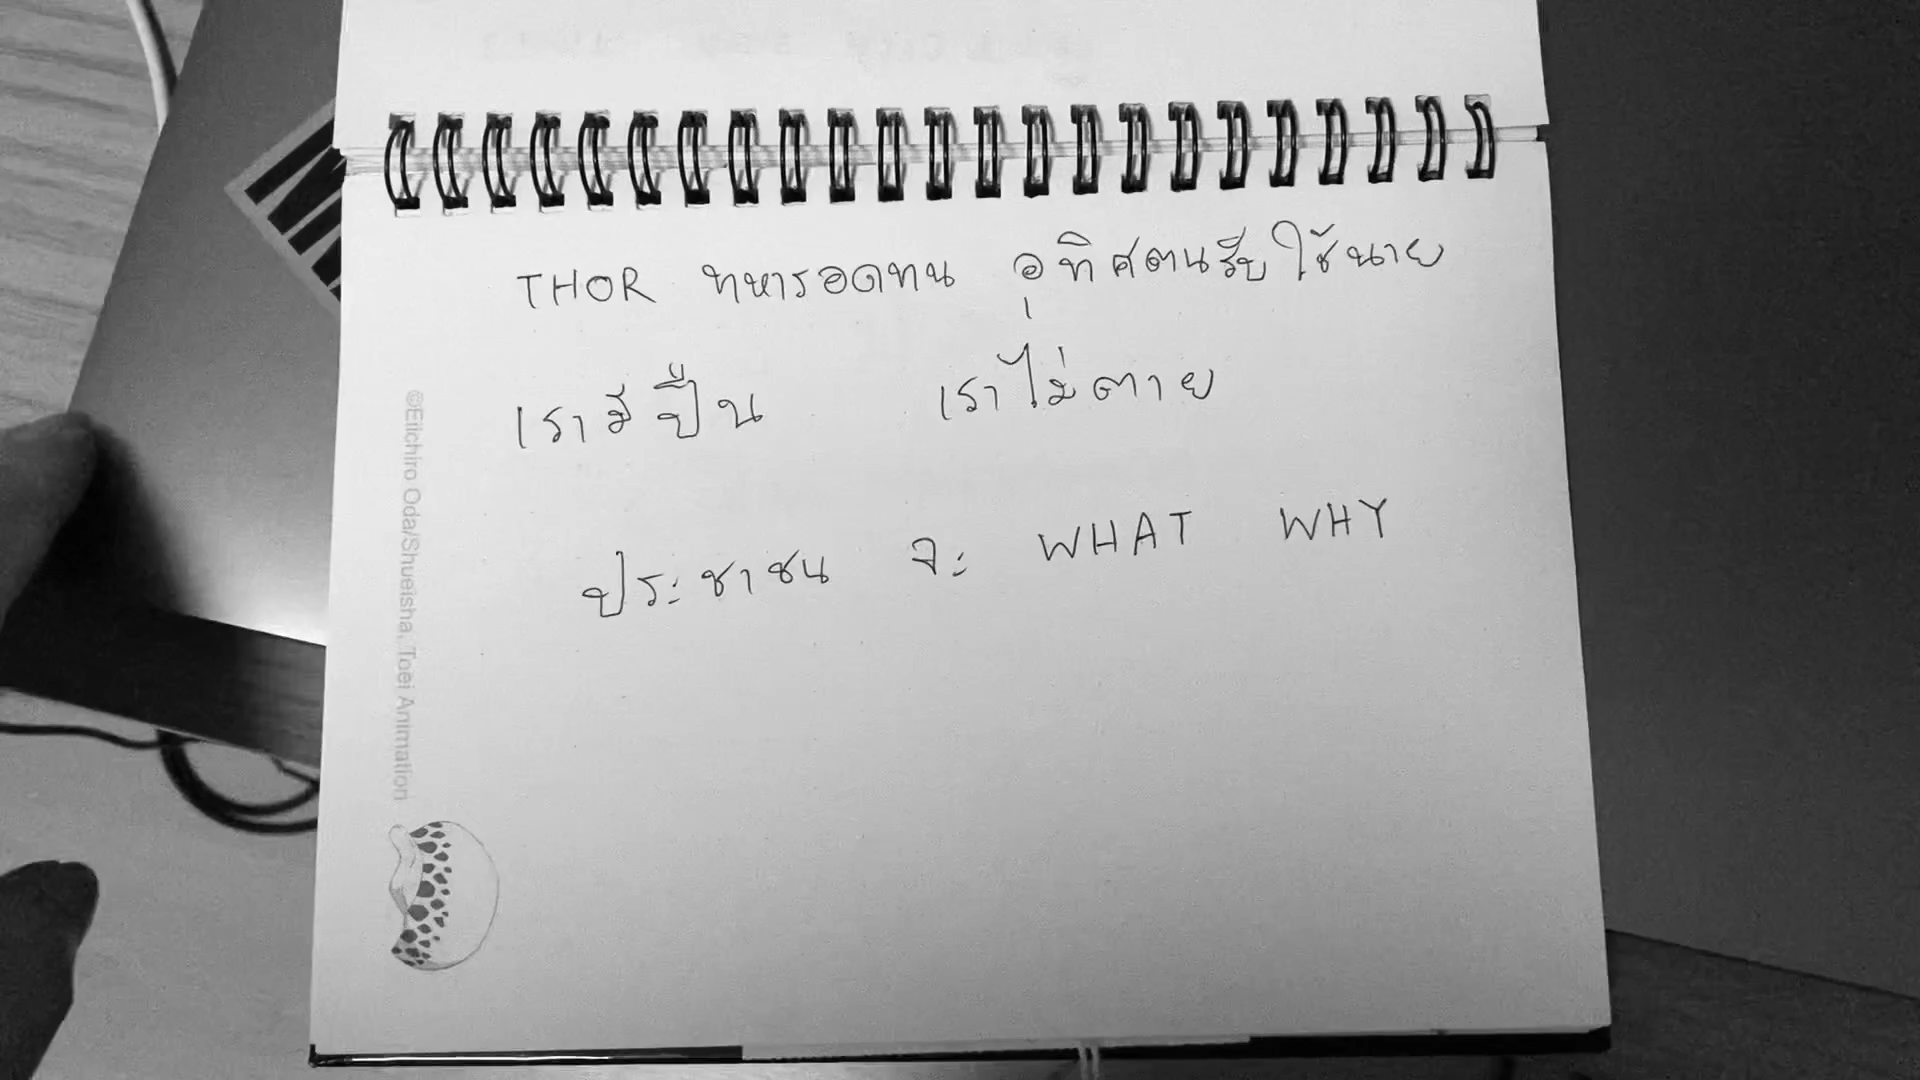 THOR ทหารอดทน อุทิศตนรับใช้นาย
เรามีปืน เราไม่ตาย
ประชาชน จะ WHAT WHY
©Eiichiro Oda/Shueisha, Toei Animation